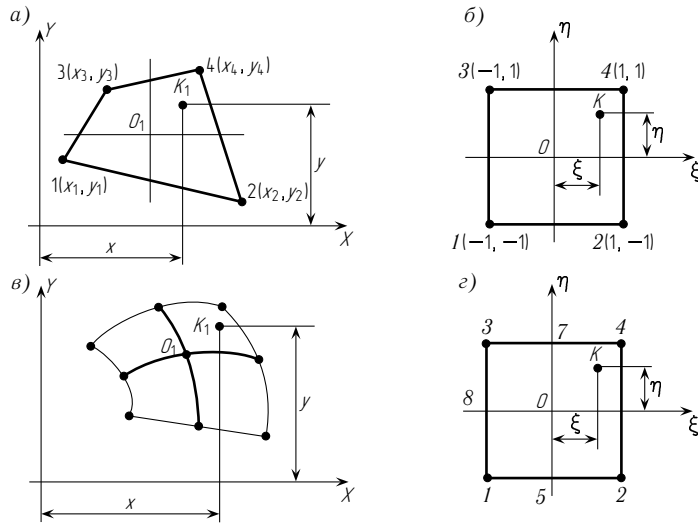 а)
Y
3(x₃, y₃)
4(x₄, y₄)
K₁
O₁
y
1(x₁, y₁)
2(x₂, y₂)
X
x
б)
η
3(−1, 1)
4(1, 1)
K
η
O
ξ
ξ
1(−1, −1)
2(1, −1)
в)
Y
K₁
O₁
y
x
X
г)
η
3
7
4
K
η
8
O
ξ
ξ
1
5
2